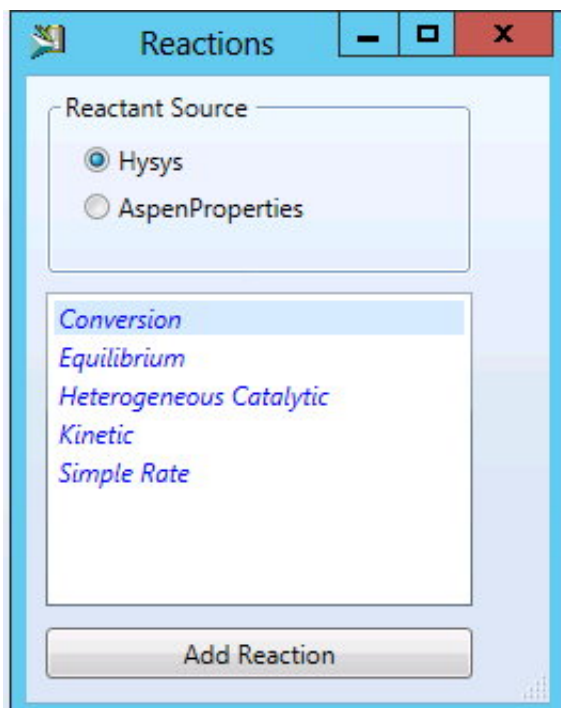 Reactions
Reactant Source
Hysys
AspenProperties
Conversion
Equilibrium
Heterogeneous Catalytic
Kinetic
Simple Rate
Add Reaction